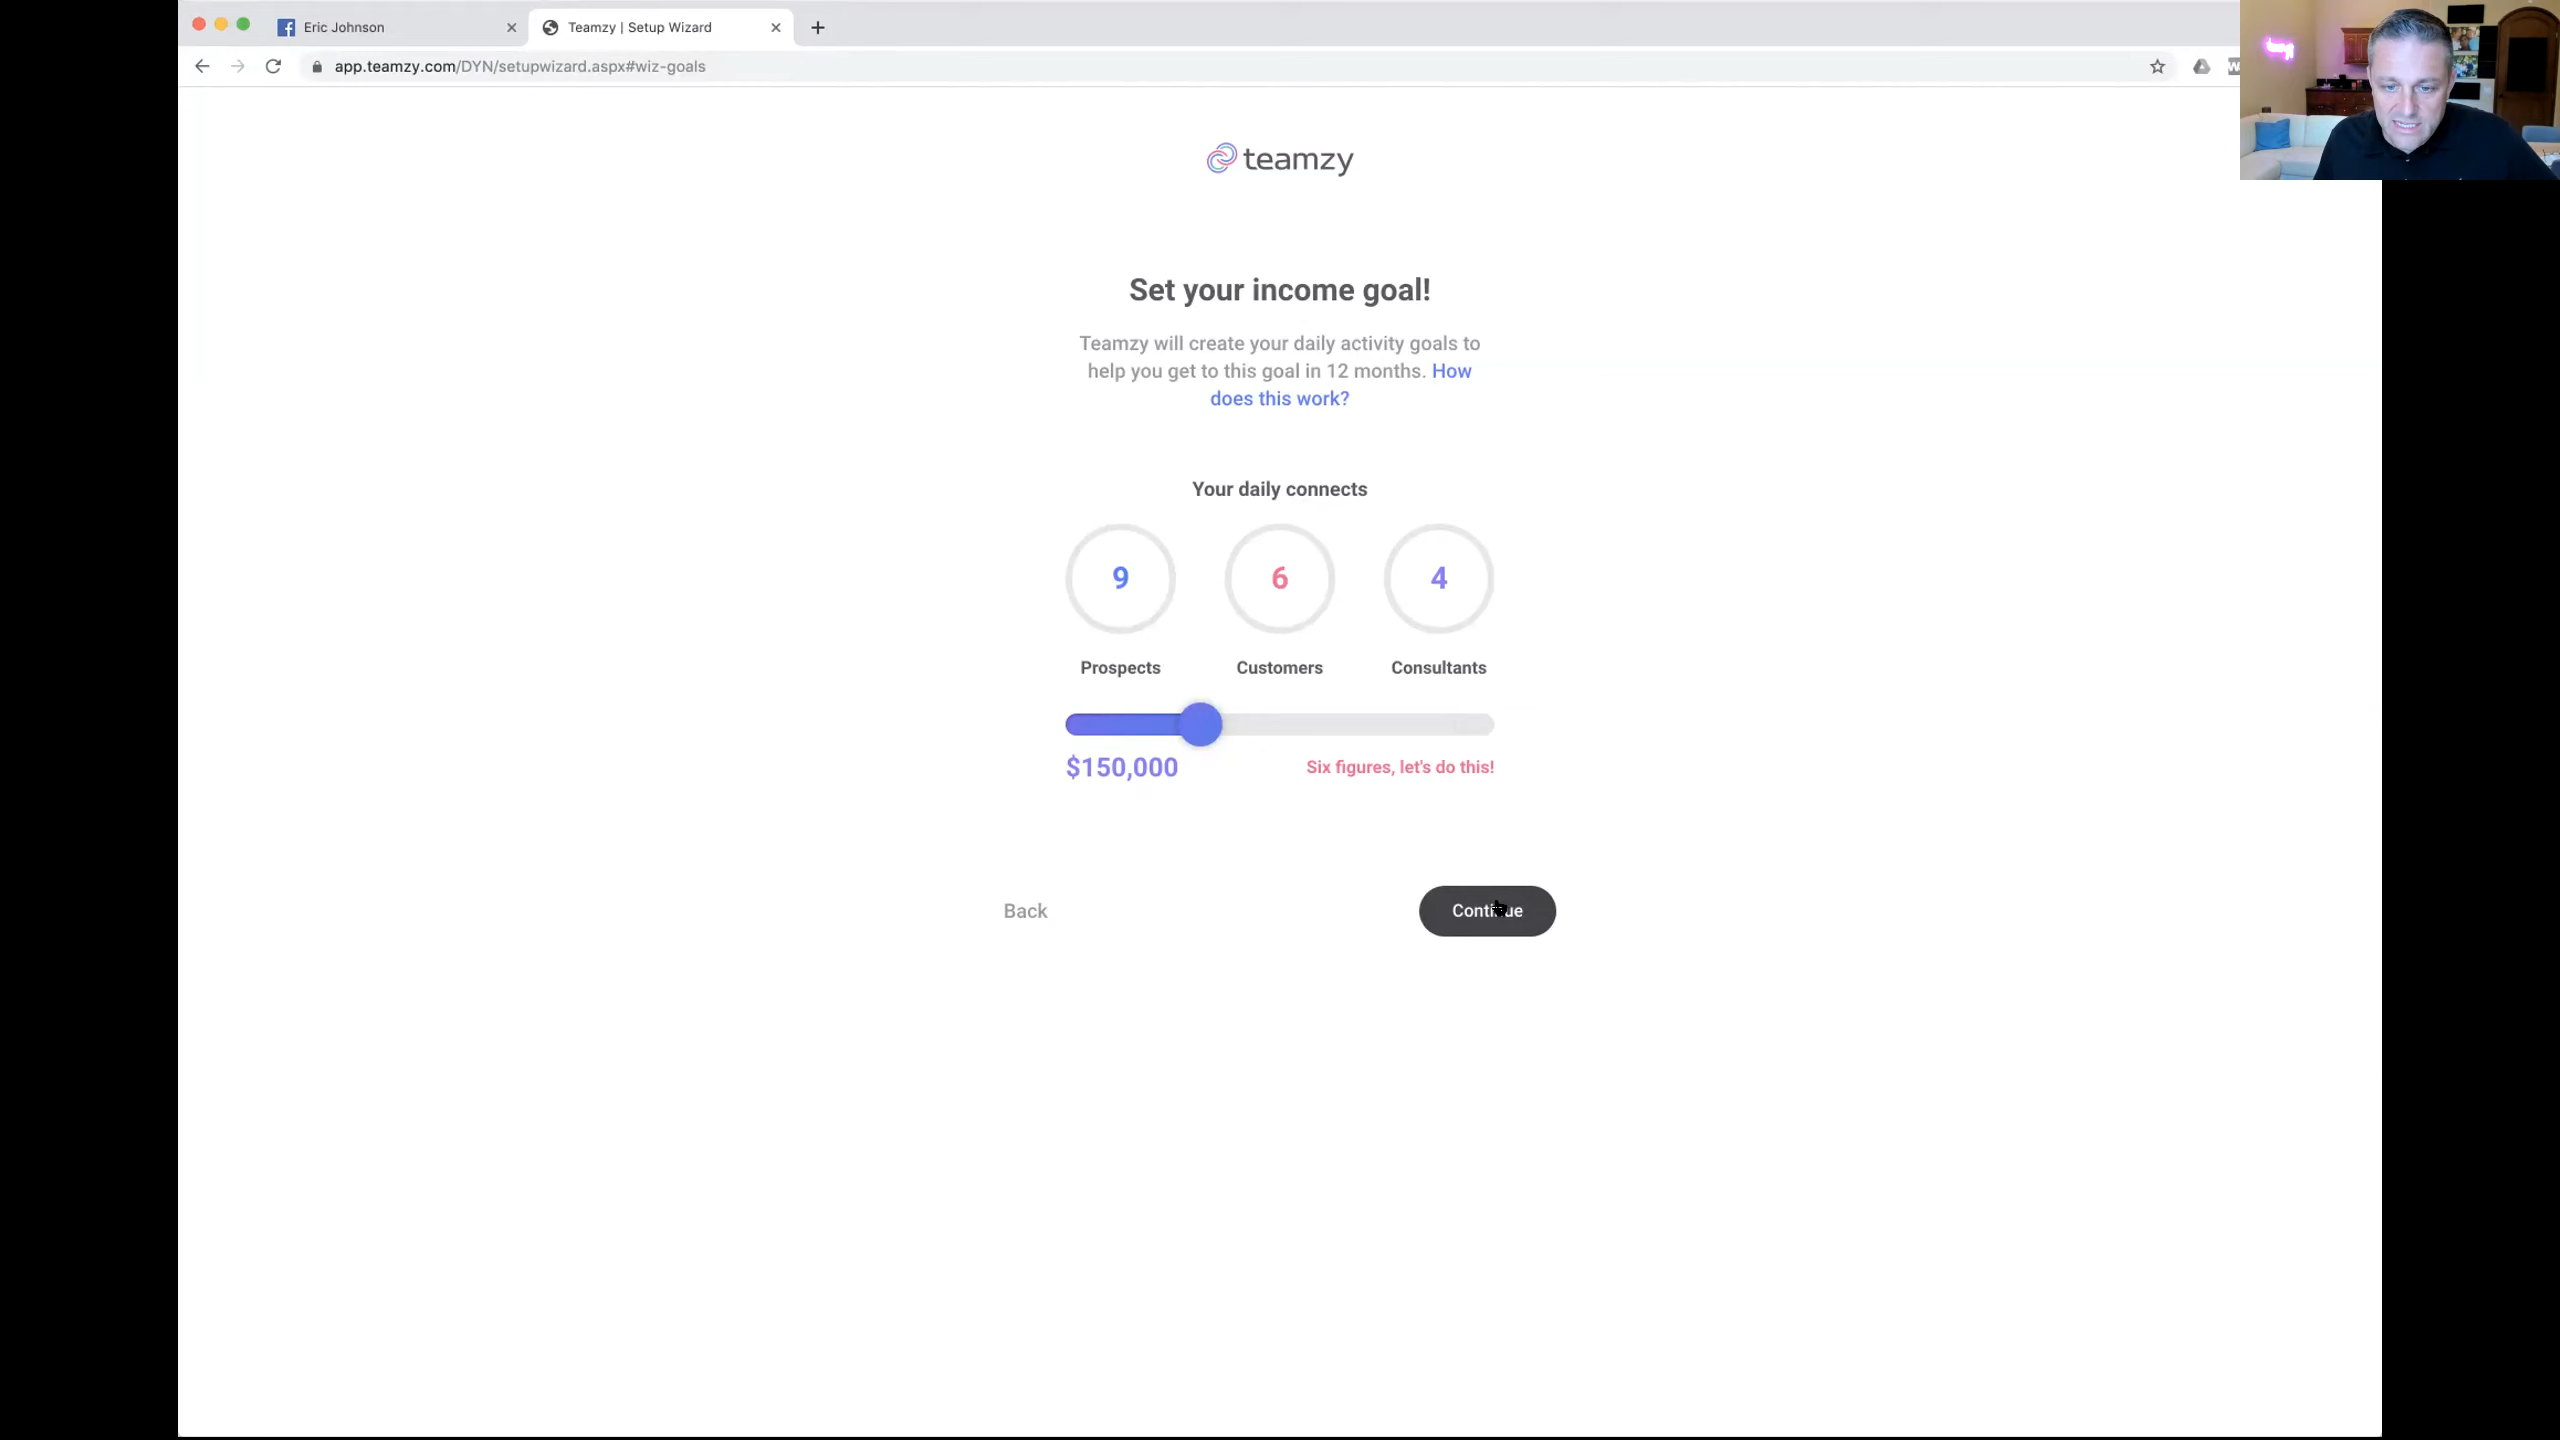 Eric Johnson
Teamzy | Setup Wizard
app.teamzy.com/DYN/setupwizard.aspx#wiz-goals
teamzy
Set your income goal!
Teamzy will create your daily activity goals to
help you get to this goal in 12 months. How
does this work?
Your daily connects
9 6 4
Prospects Customers Consultants
$150,000 Six figures, let's do this!
Back Continue